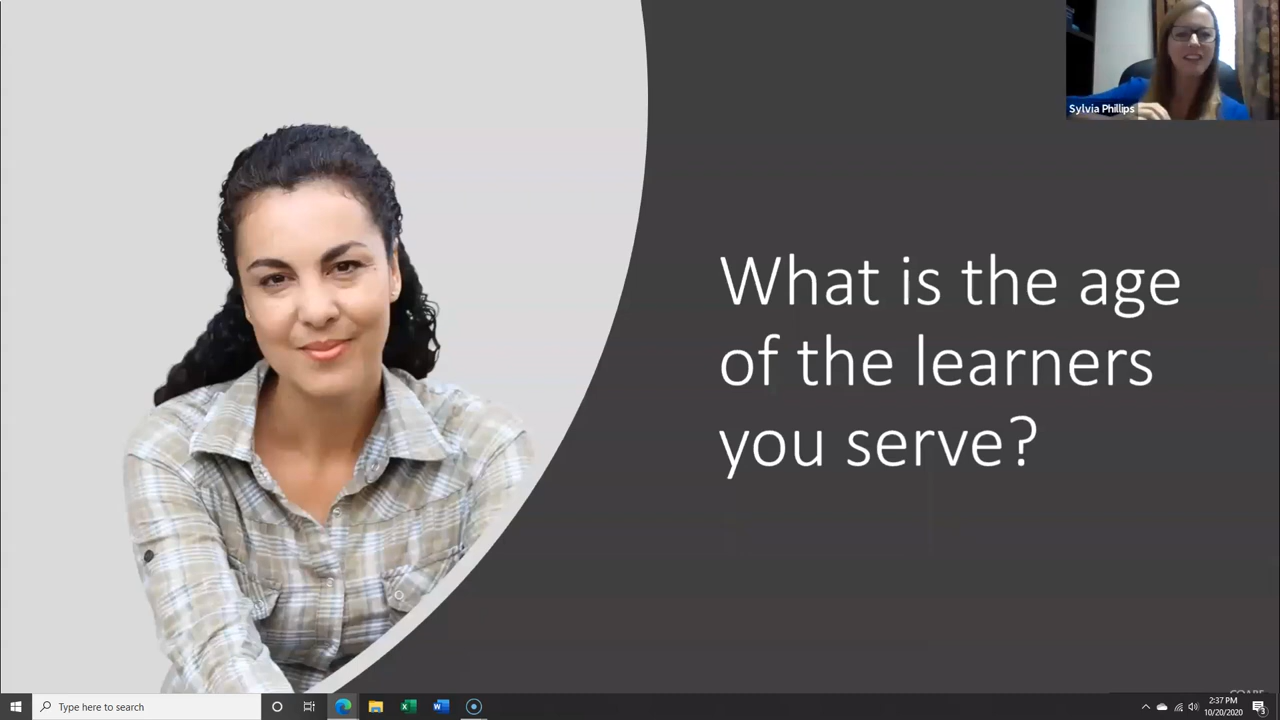 Sylvia Phillips
What is the age
of the learners
you serve?
Type here to search
2:37 PM
10/20/2020